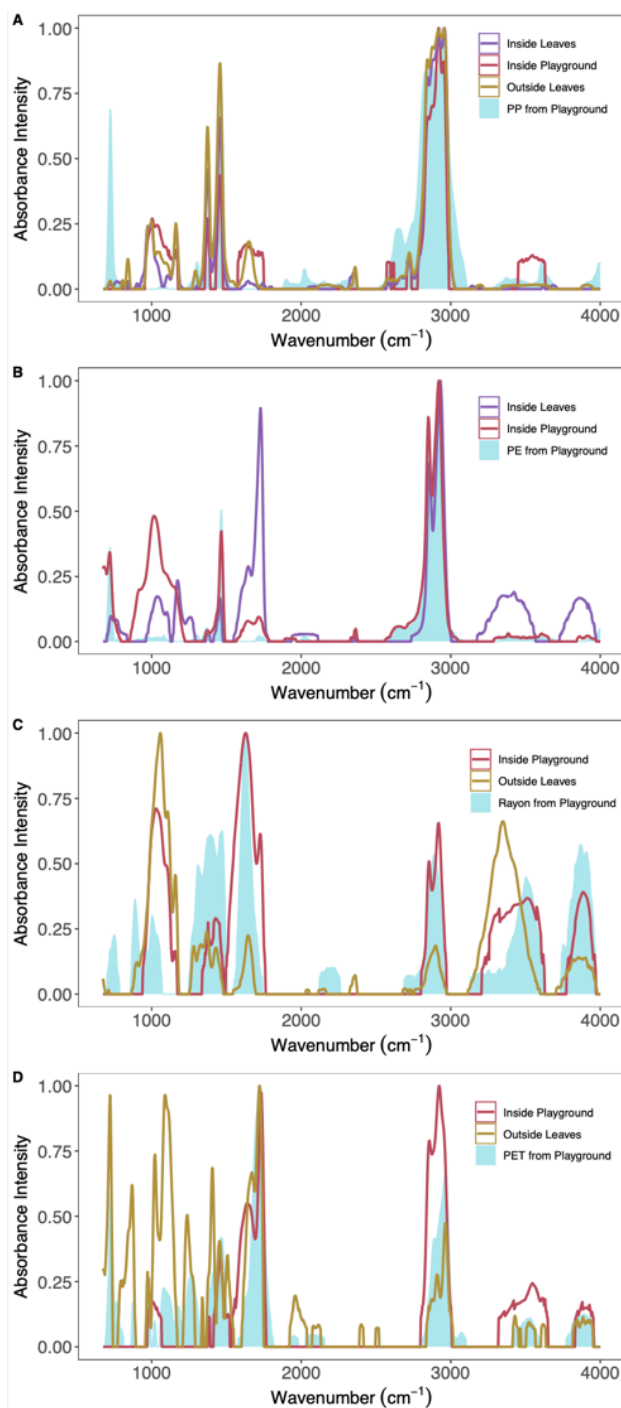 A
Absorbance Intensity
1.00
0.75
0.50
0.25
0.00
Inside Leaves
Inside Playground
Outside Leaves
PP from Playground
1000 2000 3000 4000
Wavenumber (cm⁻¹)
B
Absorbance Intensity
1.00
0.75
0.50
0.25
0.00
Inside Leaves
Inside Playground
PE from Playground
1000 2000 3000 4000
Wavenumber (cm⁻¹)
C
Absorbance Intensity
1.00
0.75
0.50
0.25
0.00
Inside Playground
Outside Leaves
Rayon from Playground
1000 2000 3000 4000
Wavenumber (cm⁻¹)
D
Absorbance Intensity
1.00
0.75
0.50
0.25
0.00
Inside Playground
Outside Leaves
PET from Playground
1000 2000 3000 4000
Wavenumber (cm⁻¹)